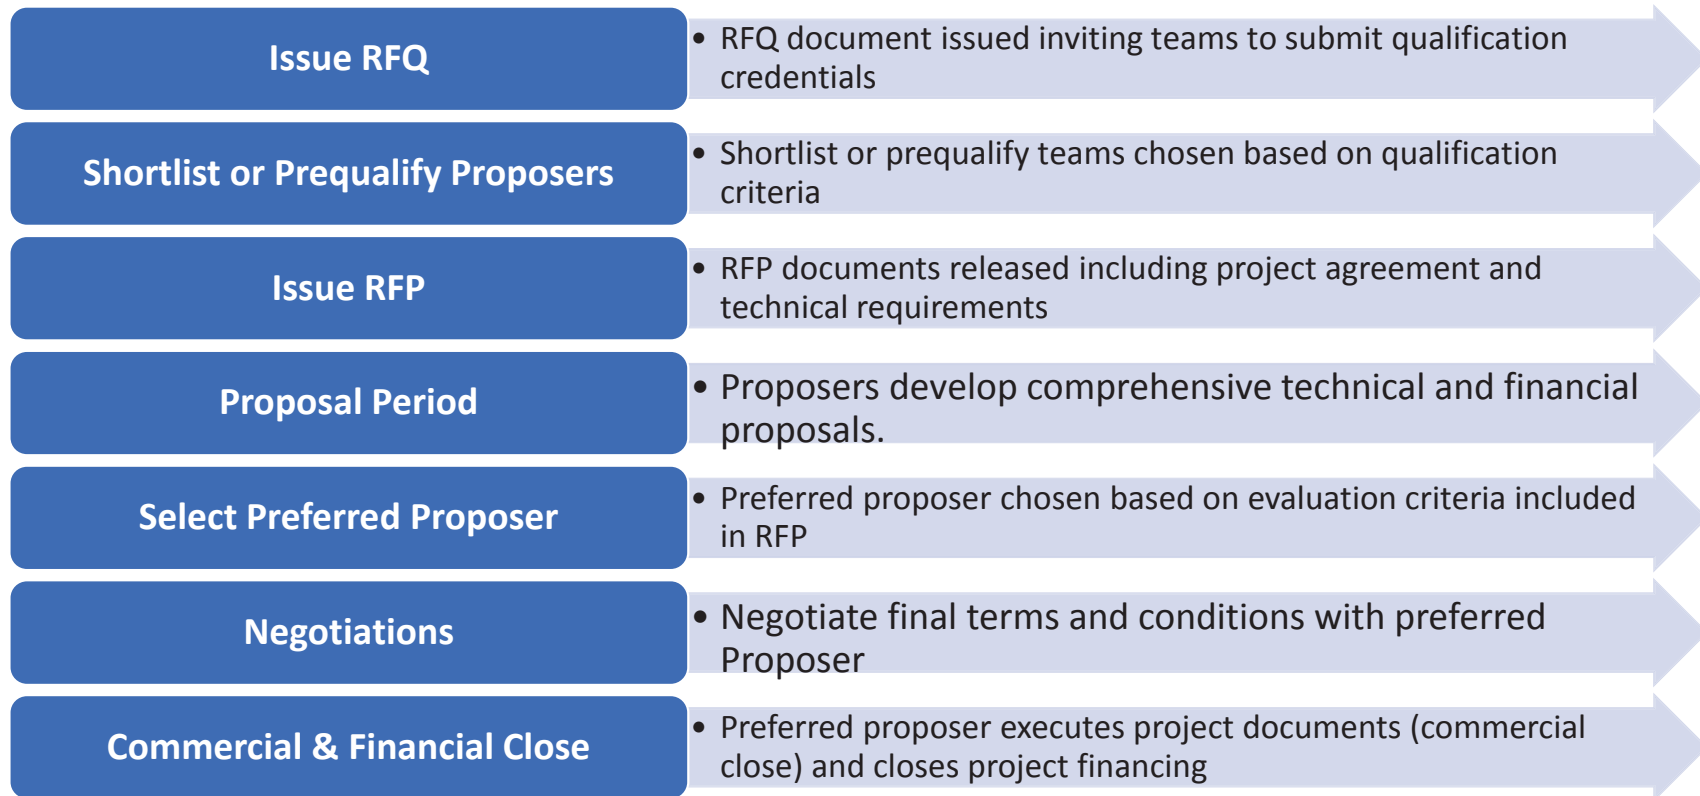 Issue RFQ
• RFQ document issued inviting teams to submit qualification
credentials
Shortlist or Prequalify Proposers
• Shortlist or prequalify teams chosen based on qualification
criteria
Issue RFP
• RFP documents released including project agreement and
technical requirements
Proposal Period
• Proposers develop comprehensive technical and financial
proposals.
Select Preferred Proposer
• Preferred proposer chosen based on evaluation criteria included
in RFP
Negotiations
• Negotiate final terms and conditions with preferred
Proposer
Commercial & Financial Close
• Preferred proposer executes project documents (commercial
close) and closes project financing